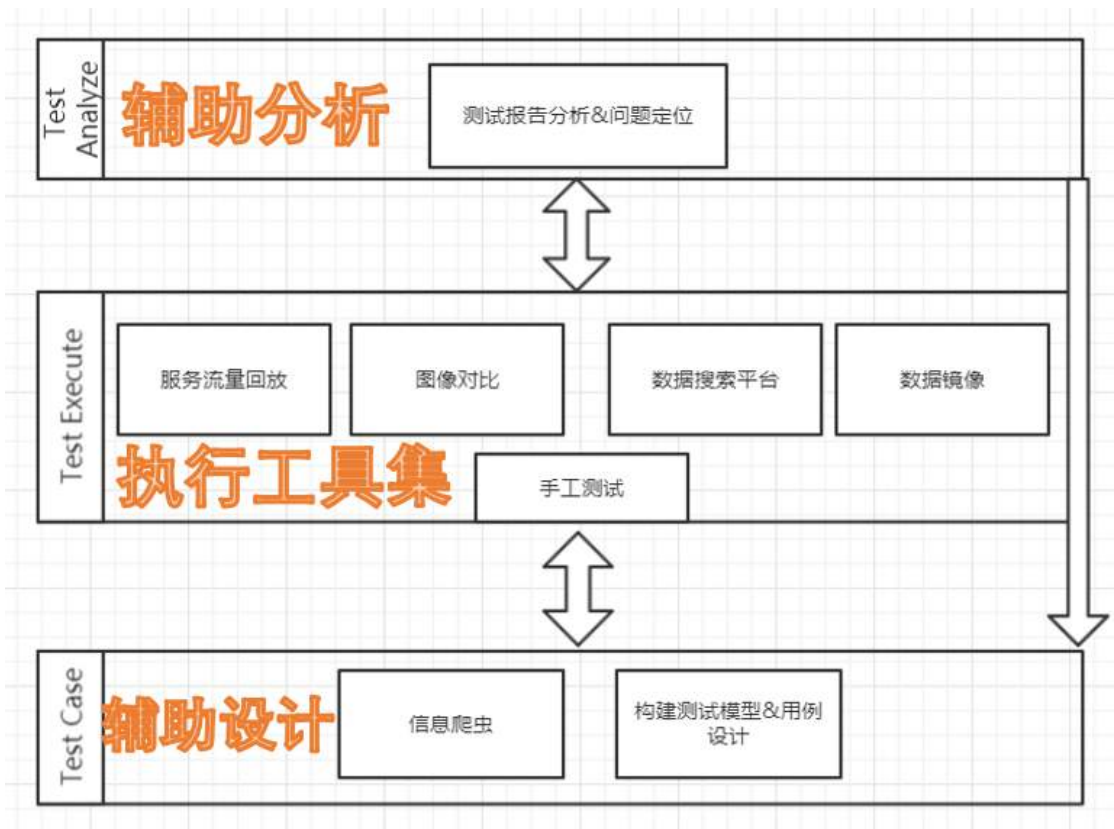 Test
Analyze
辅助分析
测试报告分析&问题定位
Test Execute
服务流量回放
图像对比
数据搜索平台
数据镜像
执行工具集
手工测试
Test Case
辅助设计
信息爬虫
构建测试模型&用例
设计